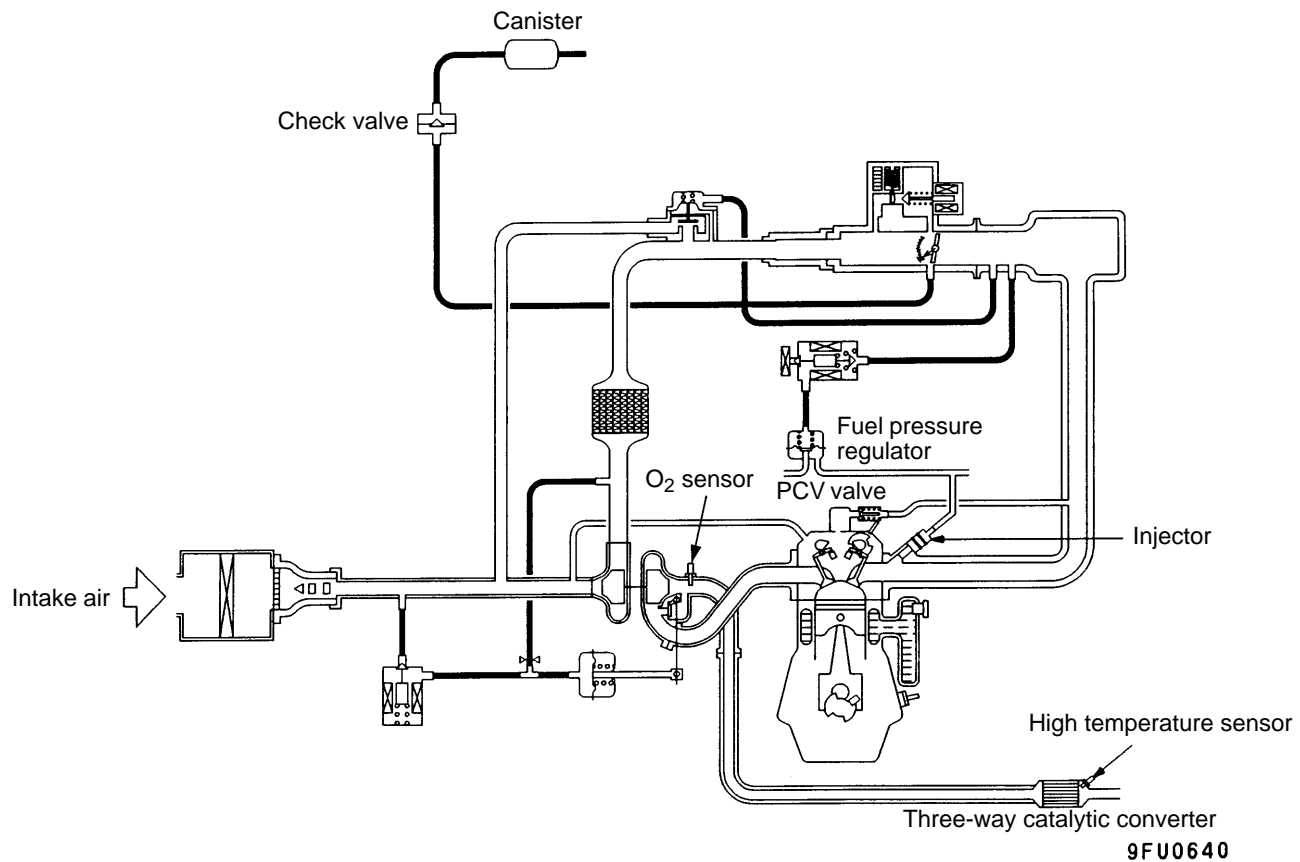 Canister
Check valve
Fuel pressure
regulator
O2 sensor
PCV valve
Injector
Intake air
High temperature sensor
Three-way catalytic converter
9FU0640